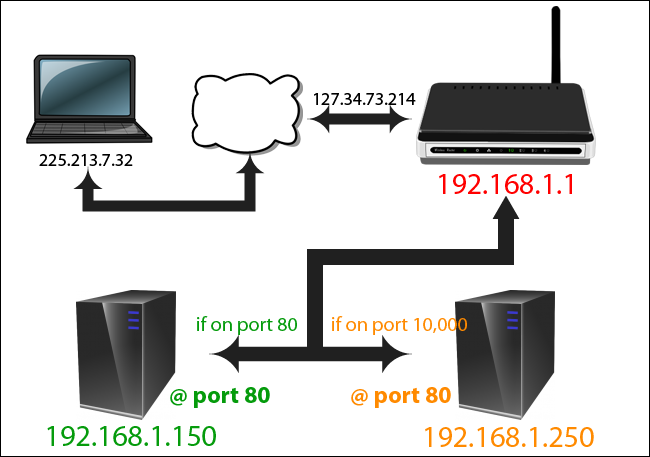 127.34.73.214
225.213.7.32
192.168.1.1
if on port 80
if on port 10,000
@ port 80
@ port 80
192.168.1.150
192.168.1.250